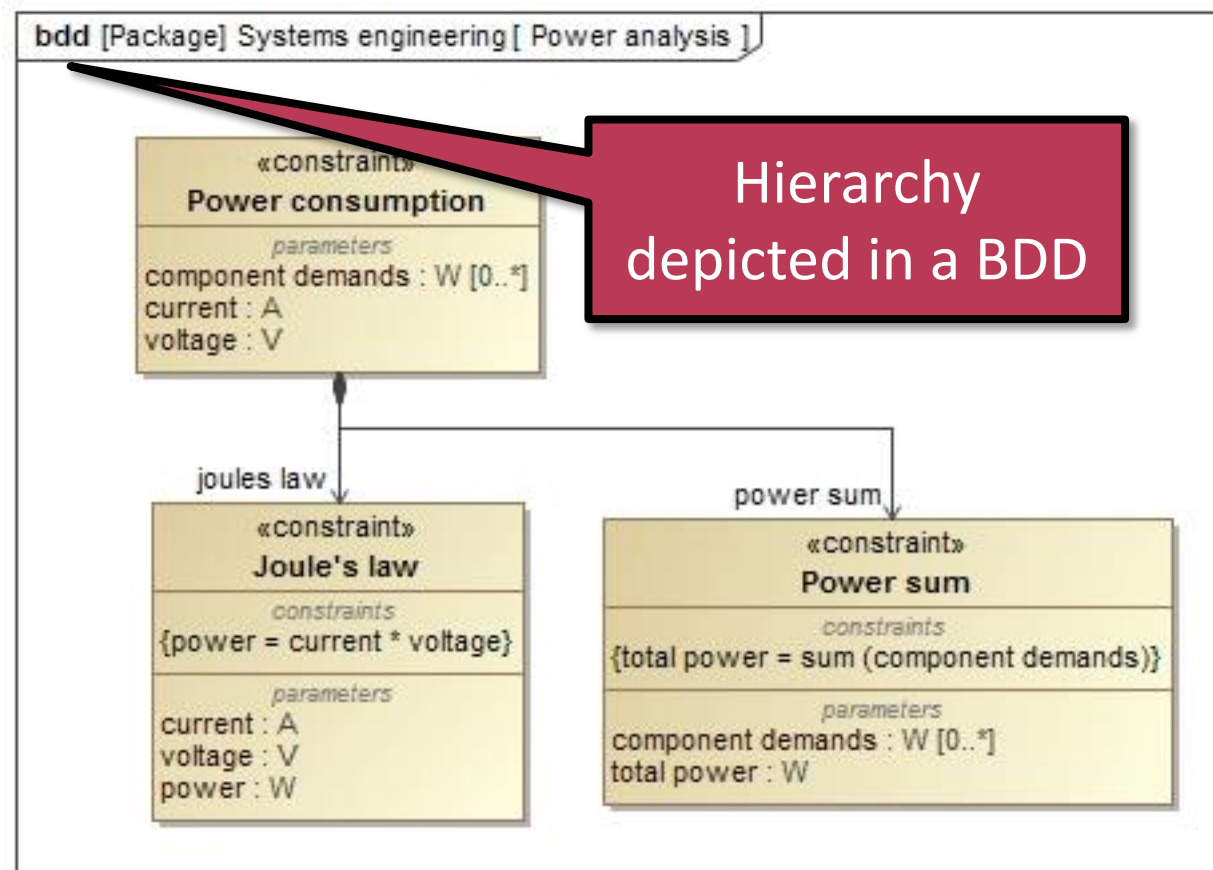 bdd [Package] Systems engineering [ Power analysis ]
Hierarchy
depicted in a BDD
«constraint»
Power consumption
parameters
component demands : W [0..*]
current : A
voltage : V
joules law
power sum
«constraint»
Joule's law
constraints
{power = current * voltage}
parameters
current : A
voltage : V
power : W
«constraint»
Power sum
constraints
{total power = sum (component demands)}
parameters
component demands : W [0..*]
total power : W